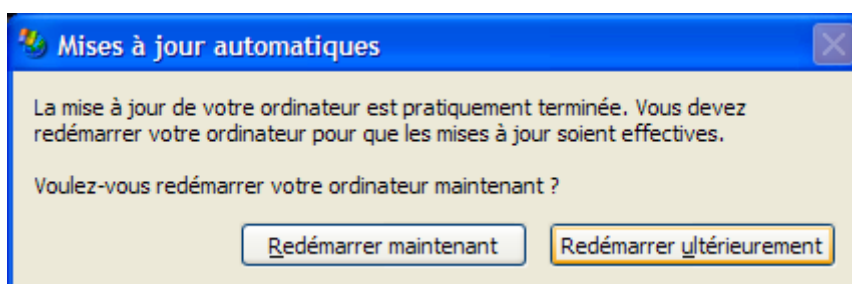 Mises à jour automatiques
La mise à jour de votre ordinateur est pratiquement terminée. Vous devez
redémarrer votre ordinateur pour que les mises à jour soient effectives.
Voulez-vous redémarrer votre ordinateur maintenant ?
Redémarrer maintenant Redémarrer ultérieurement